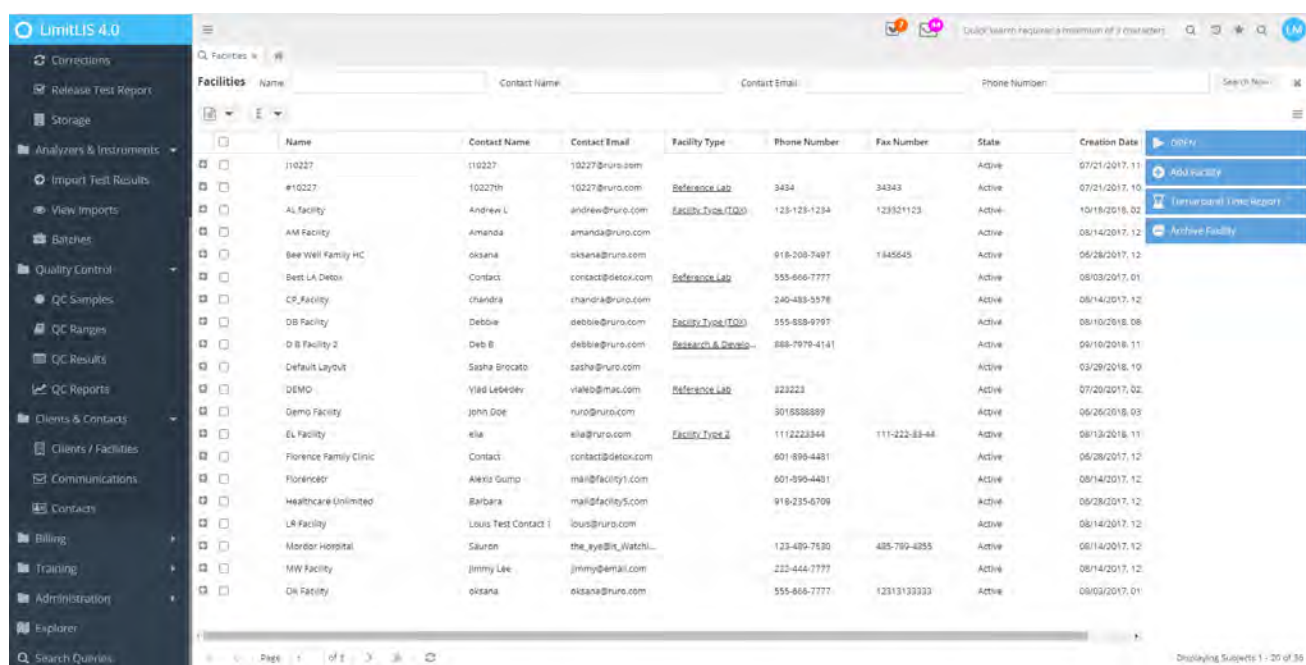 LimitLIS 4.0
Quick search requires a minimum of 3 characters
LM
Corrections
Release Test Report
Storage
Analyzers & Instruments
Import Test Results
View Imports
Batches
Quality Control
QC Samples
QC Ranges
QC Results
QC Reports
Clients & Contacts
Clients / Facilities
Communications
Contacts
Billing
Training
Administration
Explorer
Search Queries
Facilities
Facilities Name: Contact Name: Contact Email: Phone Number: Search Now
Name Contact Name Contact Email Facility Type Phone Number Fax Number State Creation Date
110227 110227 10227@ruro.com Active 07/21/2017, 11
#10227 10227th 10227@ruro.com Reference Lab 3434 34343 Active 07/21/2017, 10
AL facility Andrew L andrew@ruro.com Facility Type (TOX) 123-123-1234 123321123 Active 10/18/2018, 02
AM Facility Amanda amanda@ruro.com Active 08/14/2017, 12
Bee Well Family HC oksana oksana@ruro.com 918-208-7497 1345645 Active 06/28/2017, 12
Best LA Detox Contact contact@detox.com Reference Lab 555-666-7777 Active 08/03/2017, 01
CP_Facility chandra chandra@ruro.com 240-483-5578 Active 08/14/2017, 12
DB Facility Debbie debbie@ruro.com Facility Type (TOX) 555-888-9797 Active 08/10/2018, 08
D B Facility 2 Deb B debbie@ruro.com Research & Develo... 888-7979-4141 Active 09/10/2018, 11
Default Layout Sasha Brocato sasha@ruro.com Active 03/29/2018, 10
DEMO Vlad Lebedev vlaleb@mac.com Reference Lab 323223 Active 07/20/2017, 02
Demo Facility John Doe ruro@ruro.com 3018888889 Active 06/26/2018, 03
EL Facility ella ella@ruro.com Facility Type 2 1112223344 111-222-33-44 Active 08/13/2018, 11
Florence Family Clinic Contact contact@detox.com 601-896-4481 Active 06/28/2017, 12
Florencetr Alexis Gump mail@facility1.com 601-896-4481 Active 08/14/2017, 12
Healthcare Unlimited Barbara mail@facility5.com 918-235-6709 Active 06/28/2017, 12
LR Facility Louis Test Contact louis@ruro.com Active 08/14/2017, 12
Mordor Hospital Sauron the_eye@is_Watchi... 123-489-7630 485-789-4355 Active 08/14/2017, 12
MW Facility Jimmy Lee jimmy@email.com 222-444-7777 Active 08/14/2017, 12
OK Facility oksana oksana@ruro.com 555-666-7777 12313133333 Active 08/03/2017, 01
OPEN
Add Facility
Turnaround Time Report
Archive Facility
Page 1 of 2
Displaying Subjects 1 - 20 of 36